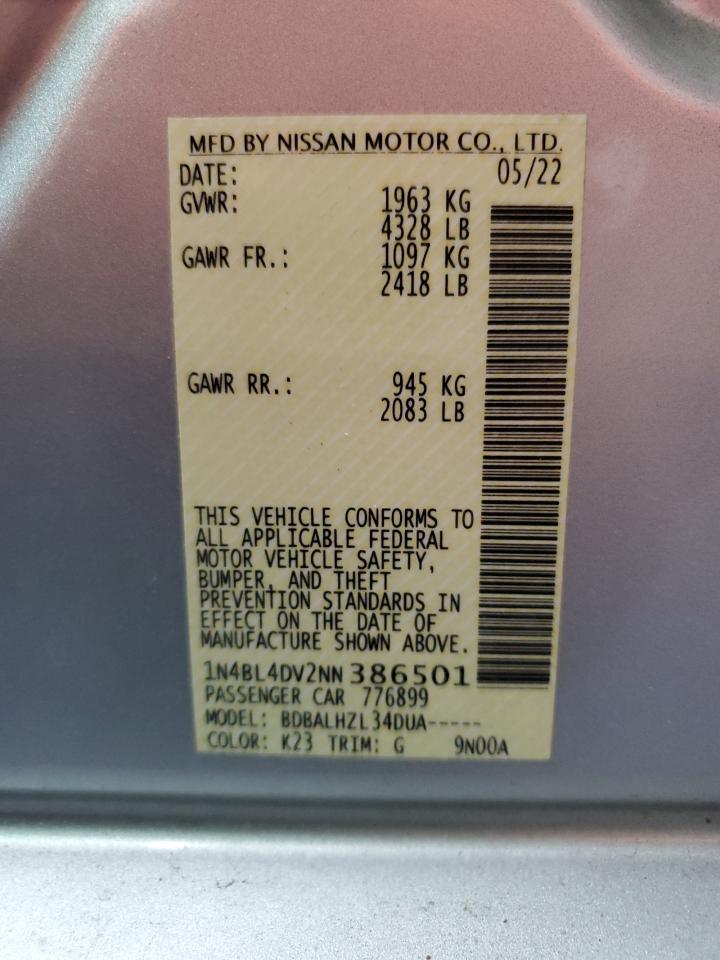 MFD BY NISSAN MOTOR CO., LTD.
DATE: 05/22
GVWR: 1963 KG
4328 LB
GAWR FR.: 1097 KG
2418 LB
GAWR RR.: 945 KG
2083 LB
THIS VEHICLE CONFORMS TO
ALL APPLICABLE FEDERAL
MOTOR VEHICLE SAFETY,
BUMPER, AND THEFT
PREVENTION STANDARDS IN
EFFECT ON THE DATE OF
MANUFACTURE SHOWN ABOVE.
1N4BL4DV2NN386501
PASSENGER CAR 776899
MODEL: BDBALHZL34DUA-----
COLOR: K23 TRIM: G 9N00A